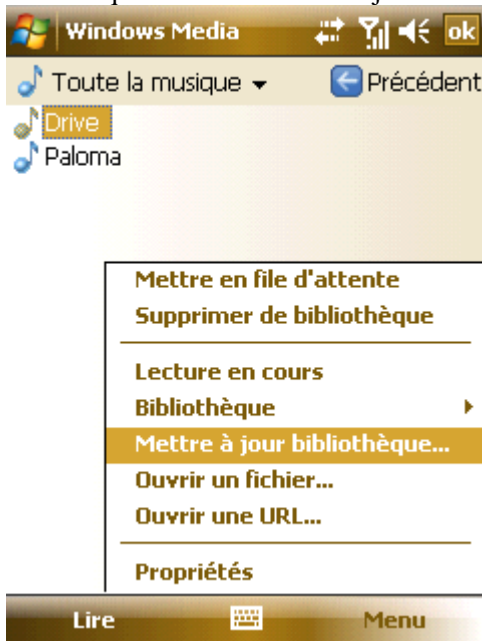 Windows Media ok
Toute la musique Précédent
Drive
Paloma
Mettre en file d'attente
Supprimer de bibliothèque
Lecture en cours
Bibliothèque
Mettre à jour bibliothèque...
Ouvrir un fichier...
Ouvrir une URL...
Propriétés
Lire Menu